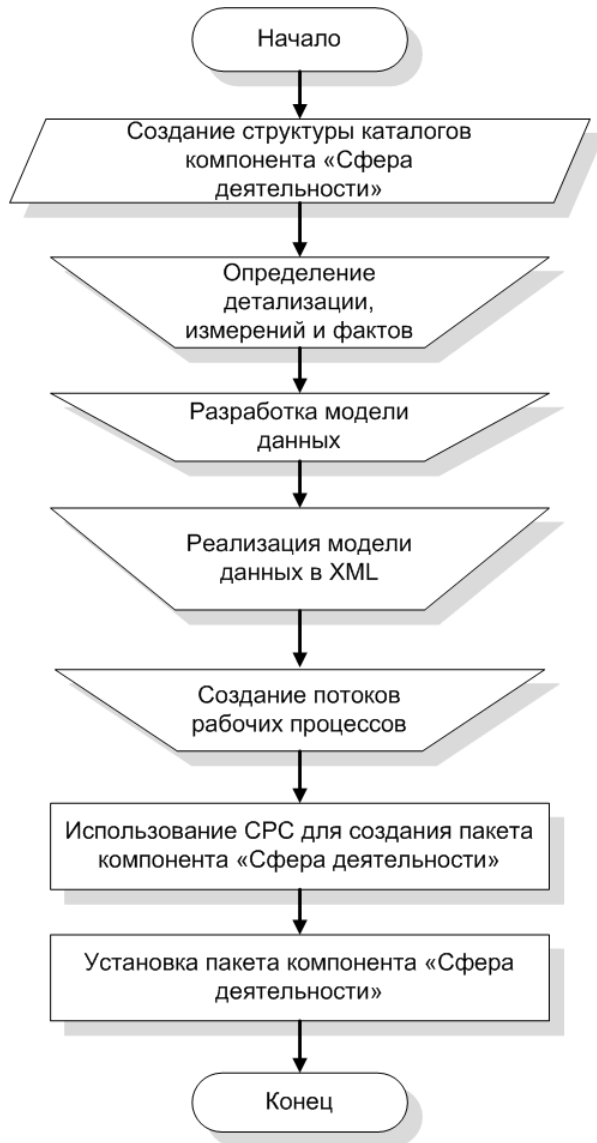 Начало
Создание структуры каталогов
компонента «Сфера
деятельности»
Определение
детализации,
измерений и фактов
Разработка модели
данных
Реализация модели
данных в XML
Создание потоков
рабочих процессов
Использование CPC для создания пакета
компонента «Сфера деятельности»
Установка пакета компонента «Сфера
деятельности»
Конец